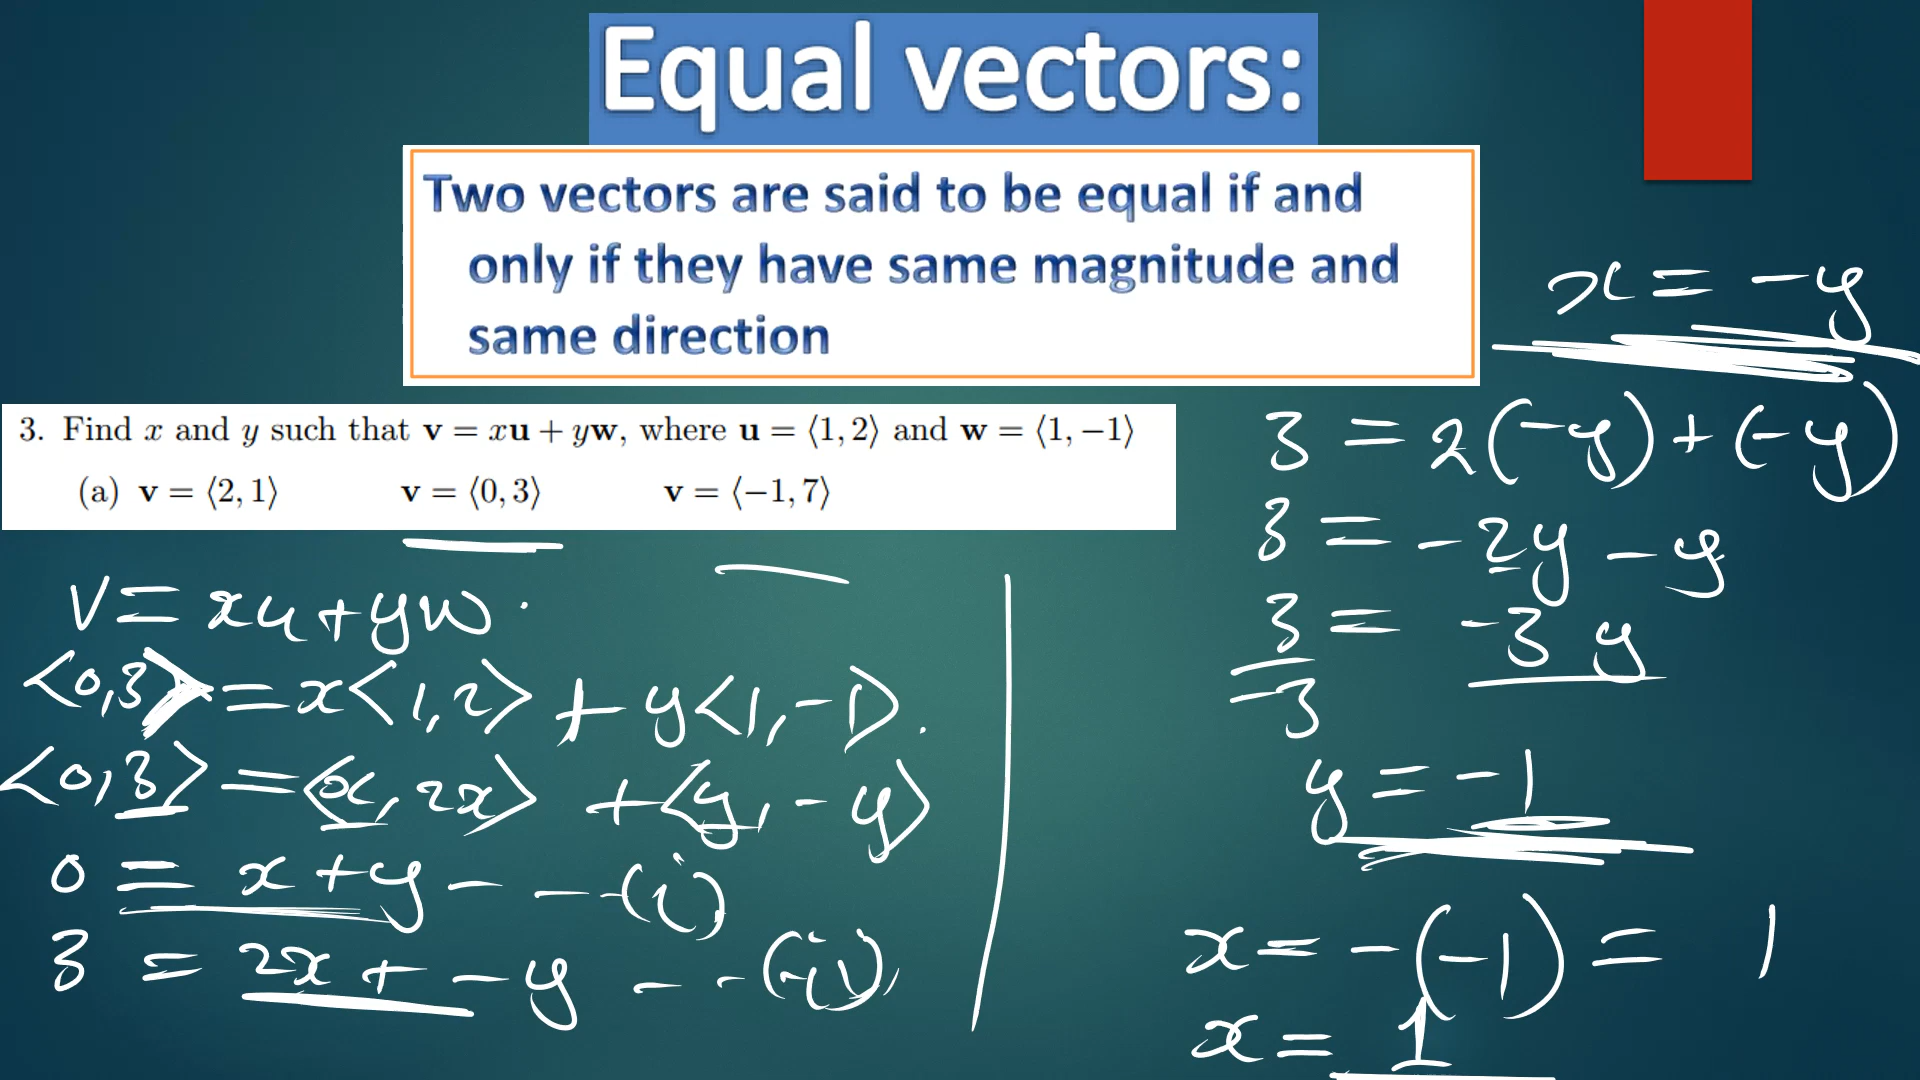 Equal vectors:
Two vectors are said to be equal if and
only if they have same magnitude and
same direction
3. Find x and y such that v = xu + yw, where u = ⟨1, 2⟩ and w = ⟨1, −1⟩
(a) v = ⟨2, 1⟩ v = ⟨0, 3⟩ v = ⟨−1, 7⟩
V = xu + yw.
<0,3> = x<1,2> + y<1,-1>.
<0,3> = <x, 2x> + <y, -y>
0 = x + y - - - (i)
3 = 2x + - y - - (ii)
x = -y
3 = 2(-y) + (-y)
3 = -2y - y
3 = -3y
-3
y = -1
x = -(-1) = 1
x = 1